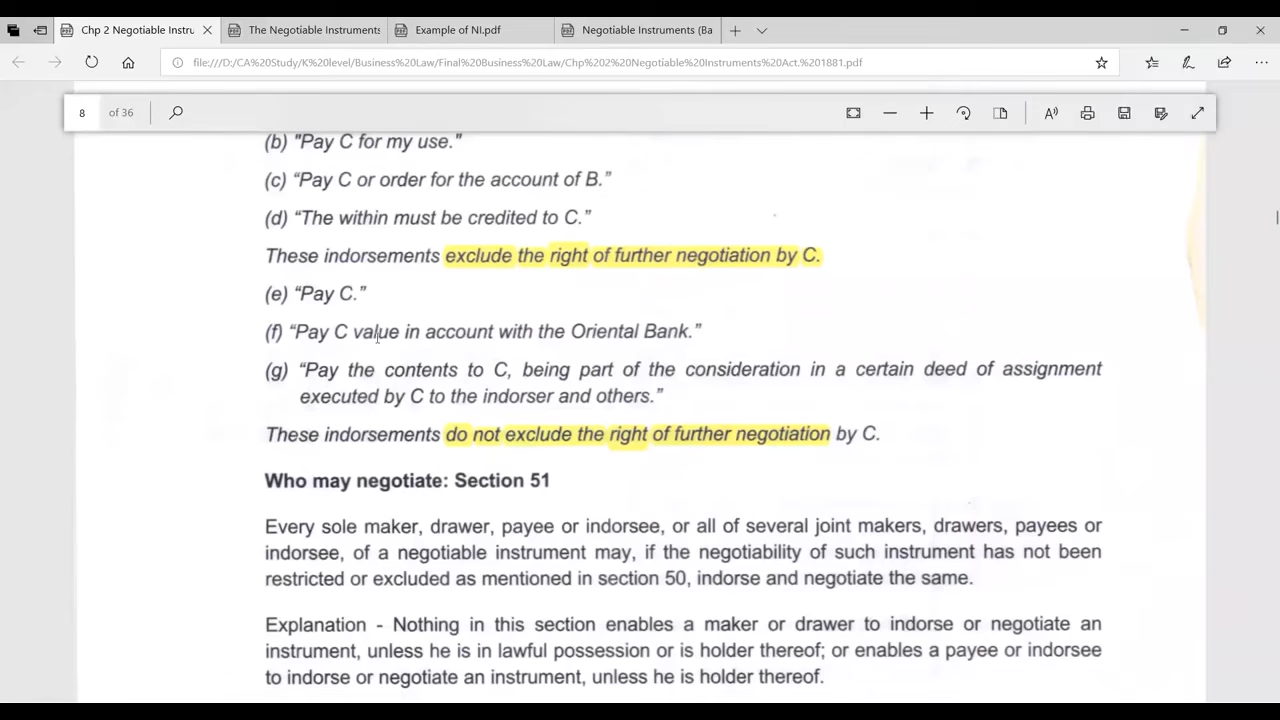 Chp 2 Negotiable Instru
The Negotiable Instruments
Example of NI.pdf
Negotiable Instruments (Ba
file:///D:/CA%20Study/K%20level/Business%20Law/Final%20Business%20Law/Chp%202%20Negotiable%20Instruments%20Act.%201881.pdf
8 of 36
(b) "Pay C for my use."
(c) “Pay C or order for the account of B.”
(d) “The within must be credited to C.”
These indorsements exclude the right of further negotiation by C.
(e) “Pay C.”
(f) “Pay C value in account with the Oriental Bank.”
(g) “Pay the contents to C, being part of the consideration in a certain deed of assignment
executed by C to the indorser and others.”
These indorsements do not exclude the right of further negotiation by C.
Who may negotiate: Section 51
Every sole maker, drawer, payee or indorsee, or all of several joint makers, drawers, payees or
indorsee, of a negotiable instrument may, if the negotiability of such instrument has not been
restricted or excluded as mentioned in section 50, indorse and negotiate the same.
Explanation - Nothing in this section enables a maker or drawer to indorse or negotiate an
instrument, unless he is in lawful possession or is holder thereof; or enables a payee or indorsee
to indorse or negotiate an instrument, unless he is holder thereof.